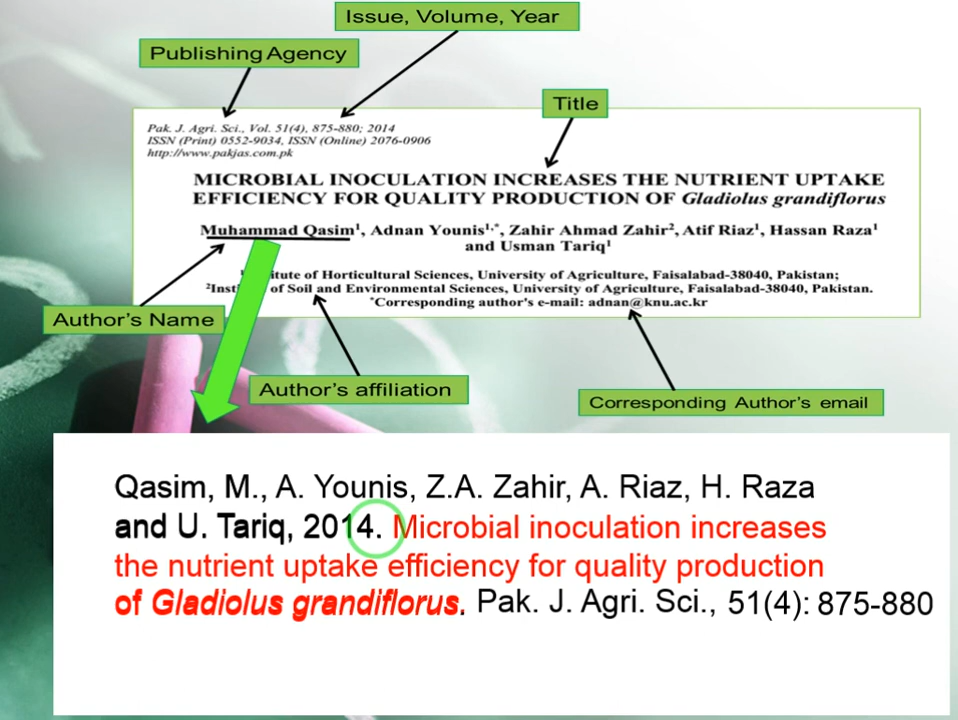 Issue, Volume, Year
Publishing Agency
Title
Pak. J. Agri. Sci., Vol. 51(4), 875-880; 2014
ISSN (Print) 0552-9034, ISSN (Online) 2076-0906
http://www.pakjas.com.pk
MICROBIAL INOCULATION INCREASES THE NUTRIENT UPTAKE
EFFICIENCY FOR QUALITY PRODUCTION OF Gladiolus grandiflorus
Muhammad Qasim¹, Adnan Younis¹,*, Zahir Ahmad Zahir², Atif Riaz¹, Hassan Raza¹
and Usman Tariq¹
itute of Horticultural Sciences, University of Agriculture, Faisalabad-38040, Pakistan;
²Inst of Soil and Environmental Sciences, University of Agriculture, Faisalabad-38040, Pakistan.
*Corresponding author's e-mail: adnan@knu.ac.kr
Author's Name
Author's affiliation
Corresponding Author's email
Qasim, M., A. Younis, Z.A. Zahir, A. Riaz, H. Raza
and U. Tariq, 2014. Microbial inoculation increases
the nutrient uptake efficiency for quality production
of Gladiolus grandiflorus. Pak. J. Agri. Sci., 51(4): 875-880